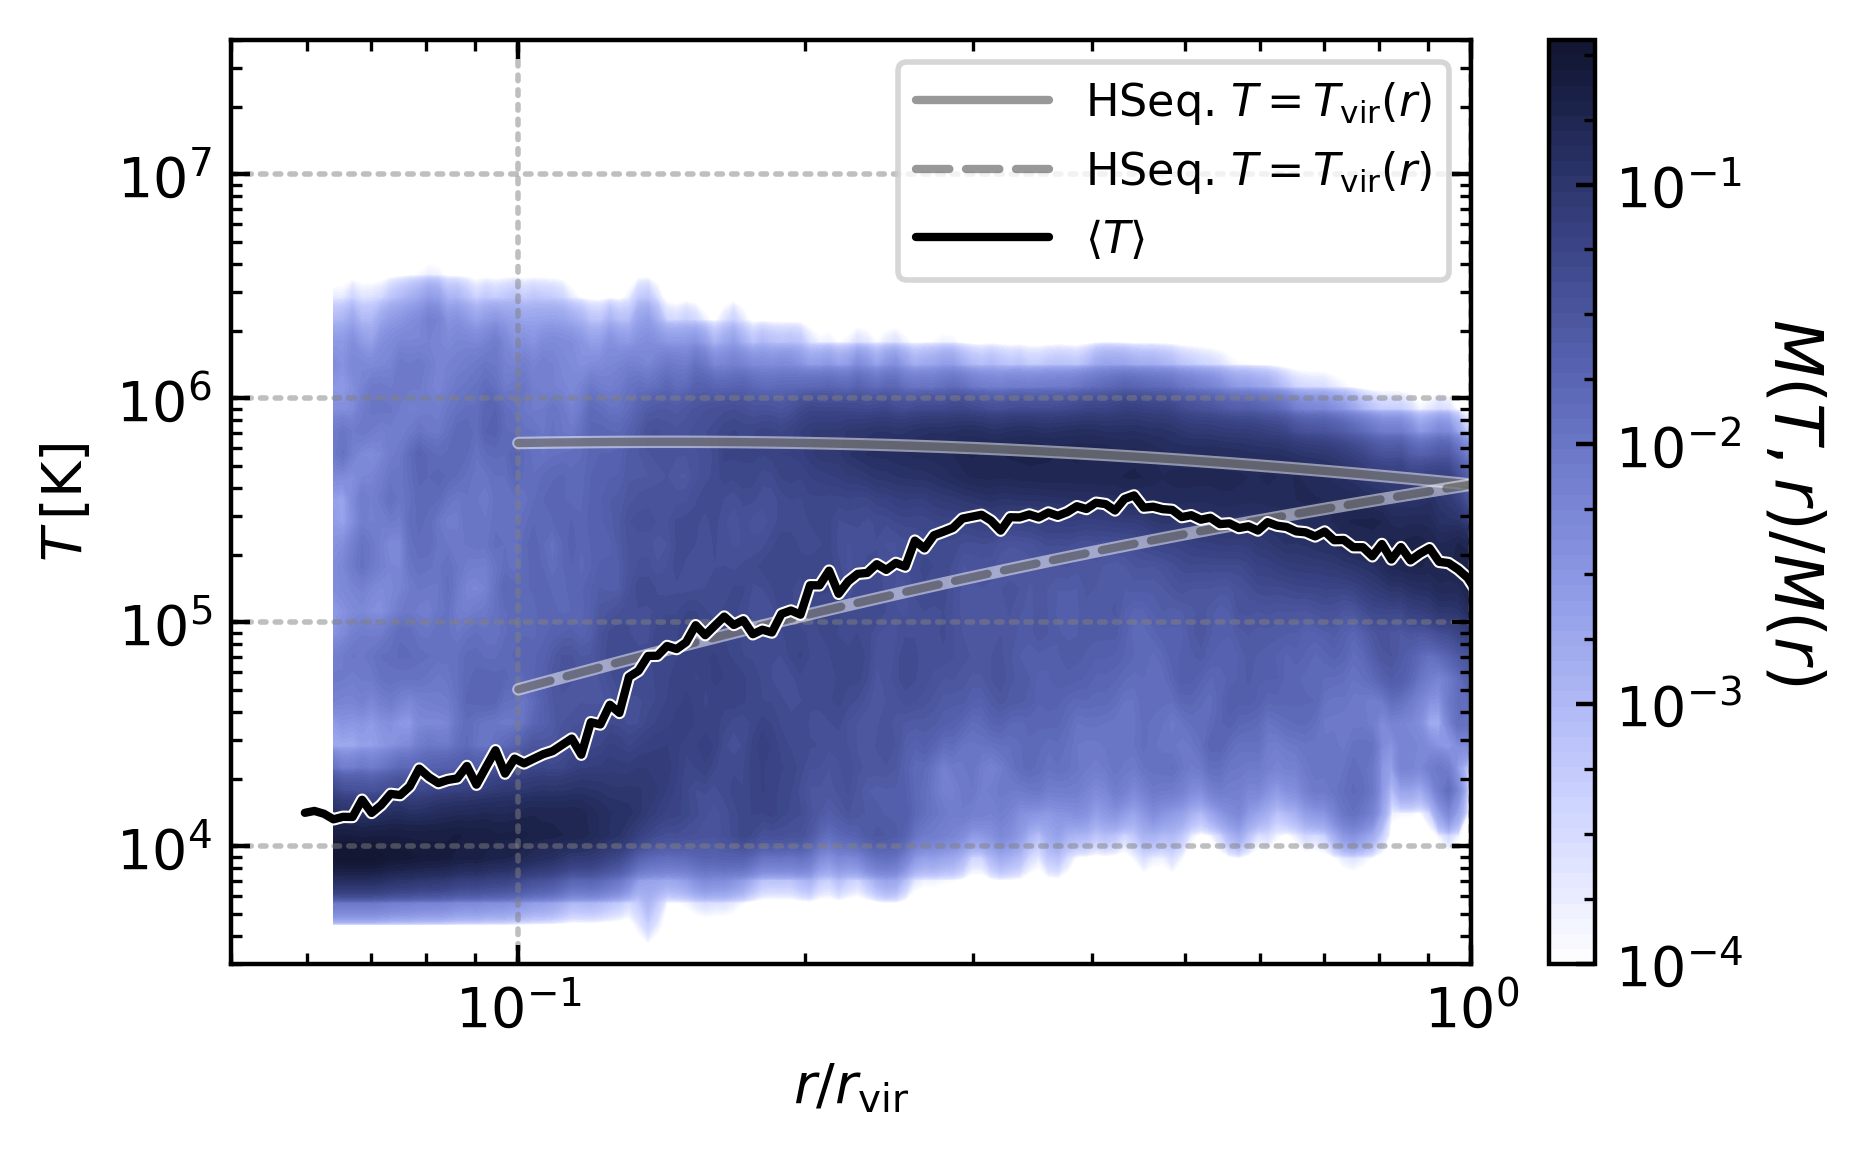 HSeq. T = T_vir(r)
HSeq. T = T_vir(r)
⟨T⟩
10^7
10^6
10^5
10^4
T [K]
10^-1
10^0
r/r_vir
10^-1
10^-2
10^-3
10^-4
M(T, r)/M(r)